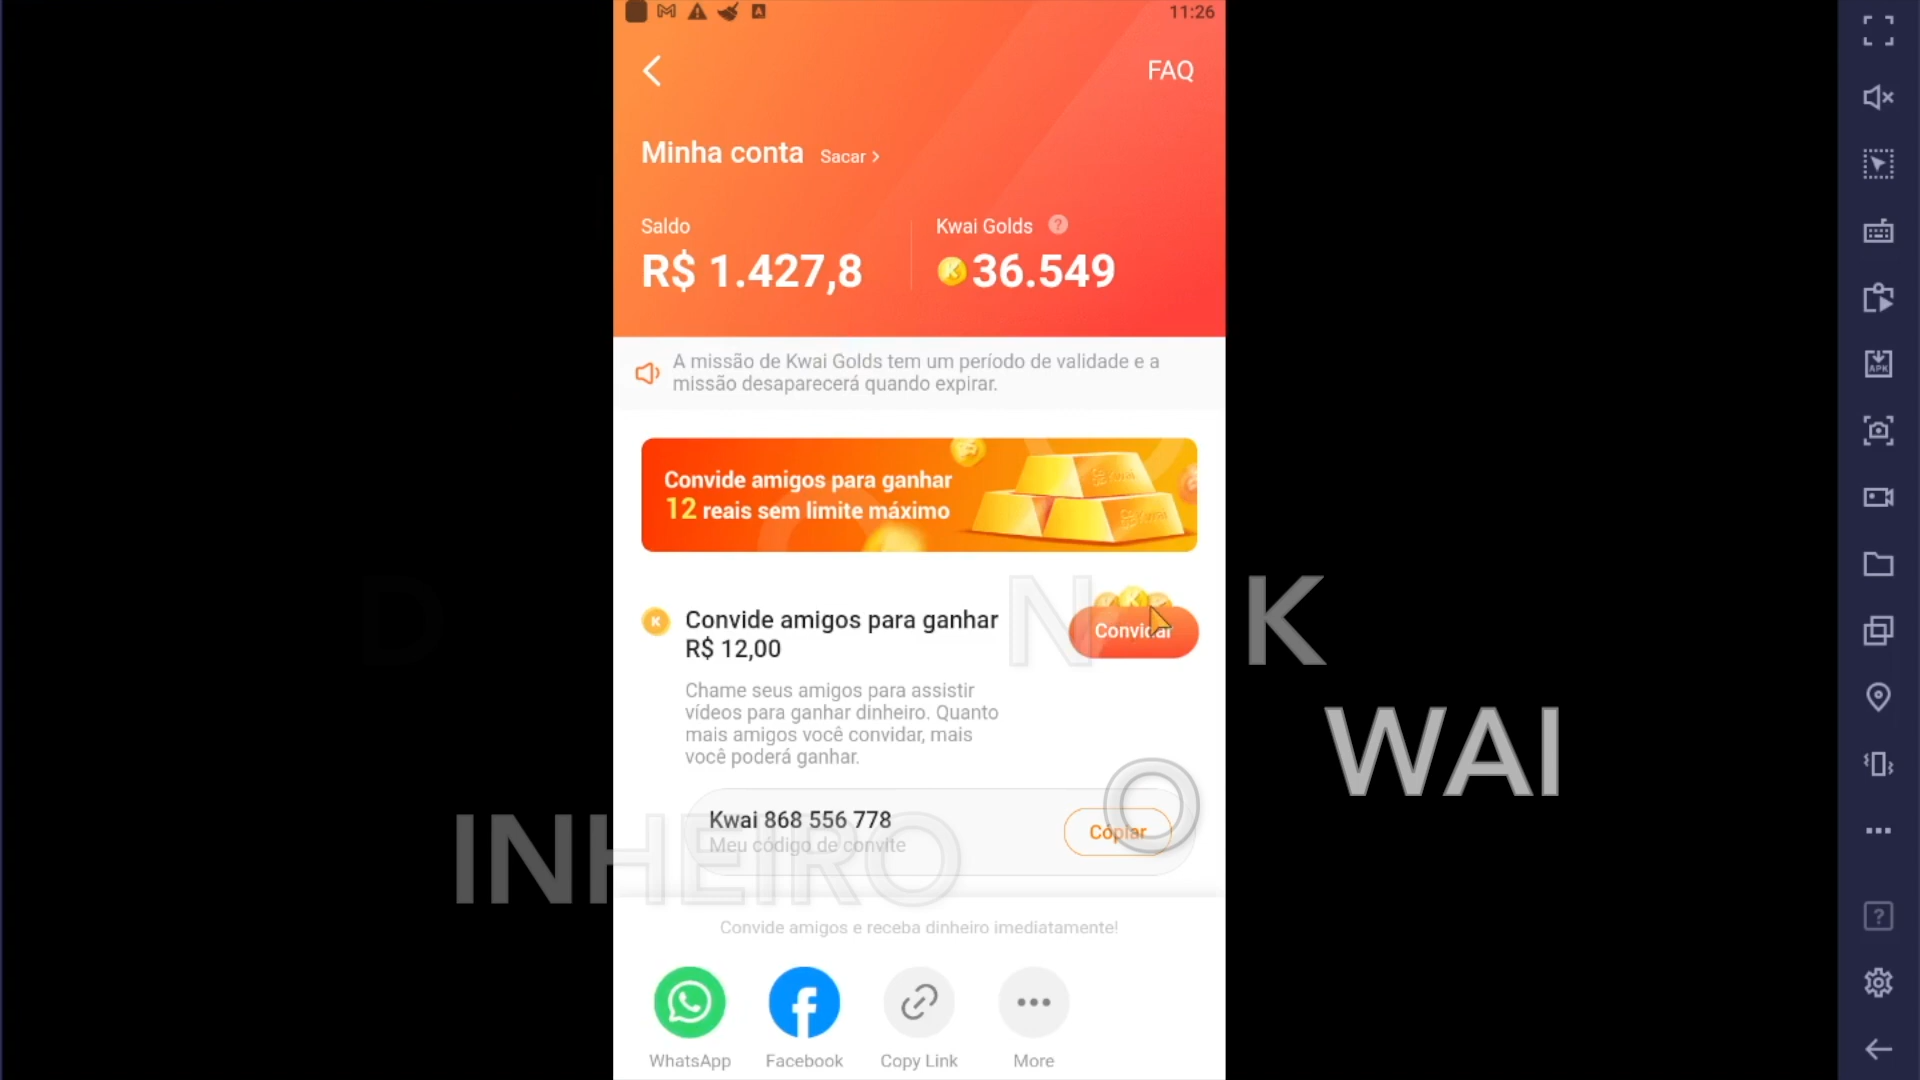 11:26
FAQ
Minha conta Sacar >
Saldo
R$ 1.427,8
Kwai Golds ?
36.549
A missão de Kwai Golds tem um período de validade e a
missão desaparecerá quando expirar.
Convide amigos para ganhar
12 reais sem limite máximo
Convide amigos para ganhar
R$ 12,00
Convidar
Chame seus amigos para assistir
vídeos para ganhar dinheiro. Quanto
mais amigos você convidar, mais
você poderá ganhar.
Kwai 868 556 778
Meu código de convite
Copiar
Convide amigos e receba dinheiro imediatamente!
WhatsApp
Facebook
Copy Link
More
D
N
K
WAI
INHEIRO
O
APK